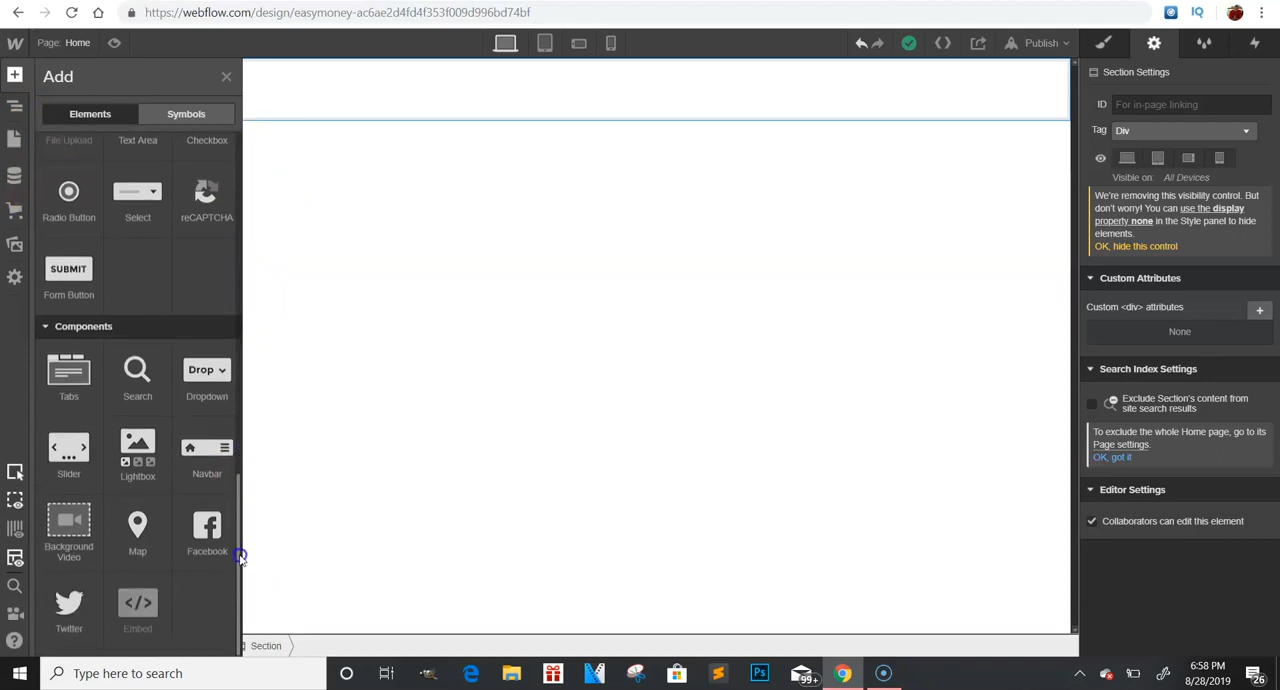 https://webflow.com/design/easymoney-ac6ae2d4fd4f353f009d996bd74bf
IQ
W
Page: Home
Publish
Add
Section Settings
Elements
Symbols
ID
For in-page linking
Tag
Div
File Upload
Text Area
Checkbox
Visible on: All Devices
We're removing this visibility control. But
don't worry! You can use the display
property none in the Style panel to hide
elements.
OK, hide this control
Radio Button
Select
reCAPTCHA
SUBMIT
Form Button
Custom Attributes
Custom <div> attributes
+
None
Components
Drop
Tabs
Search
Dropdown
Search Index Settings
Exclude Section's content from
site search results
To exclude the whole Home page, go to its
Page settings.
OK, got it
Slider
Lightbox
Navbar
Editor Settings
Collaborators can edit this element
Background
Video
Map
Facebook
Twitter
</>
Embed
Section
Type here to search
Ps
99+
6:58 PM
8/28/2019
26